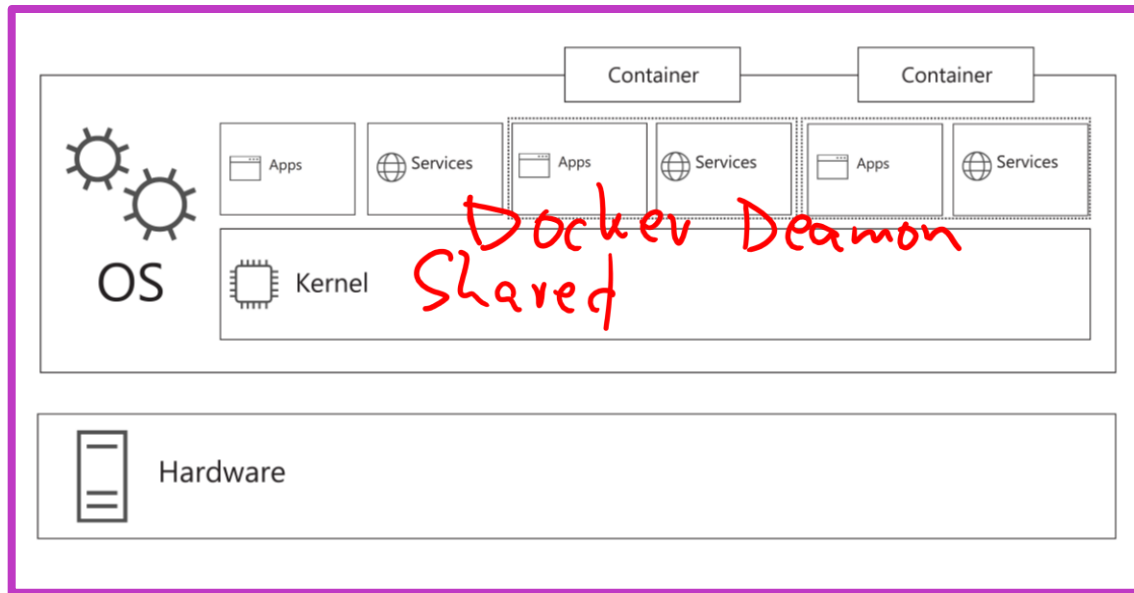 Container Container
Apps Services Apps Services Apps Services
Docker Deamon
OS Kernel Shared
Hardware